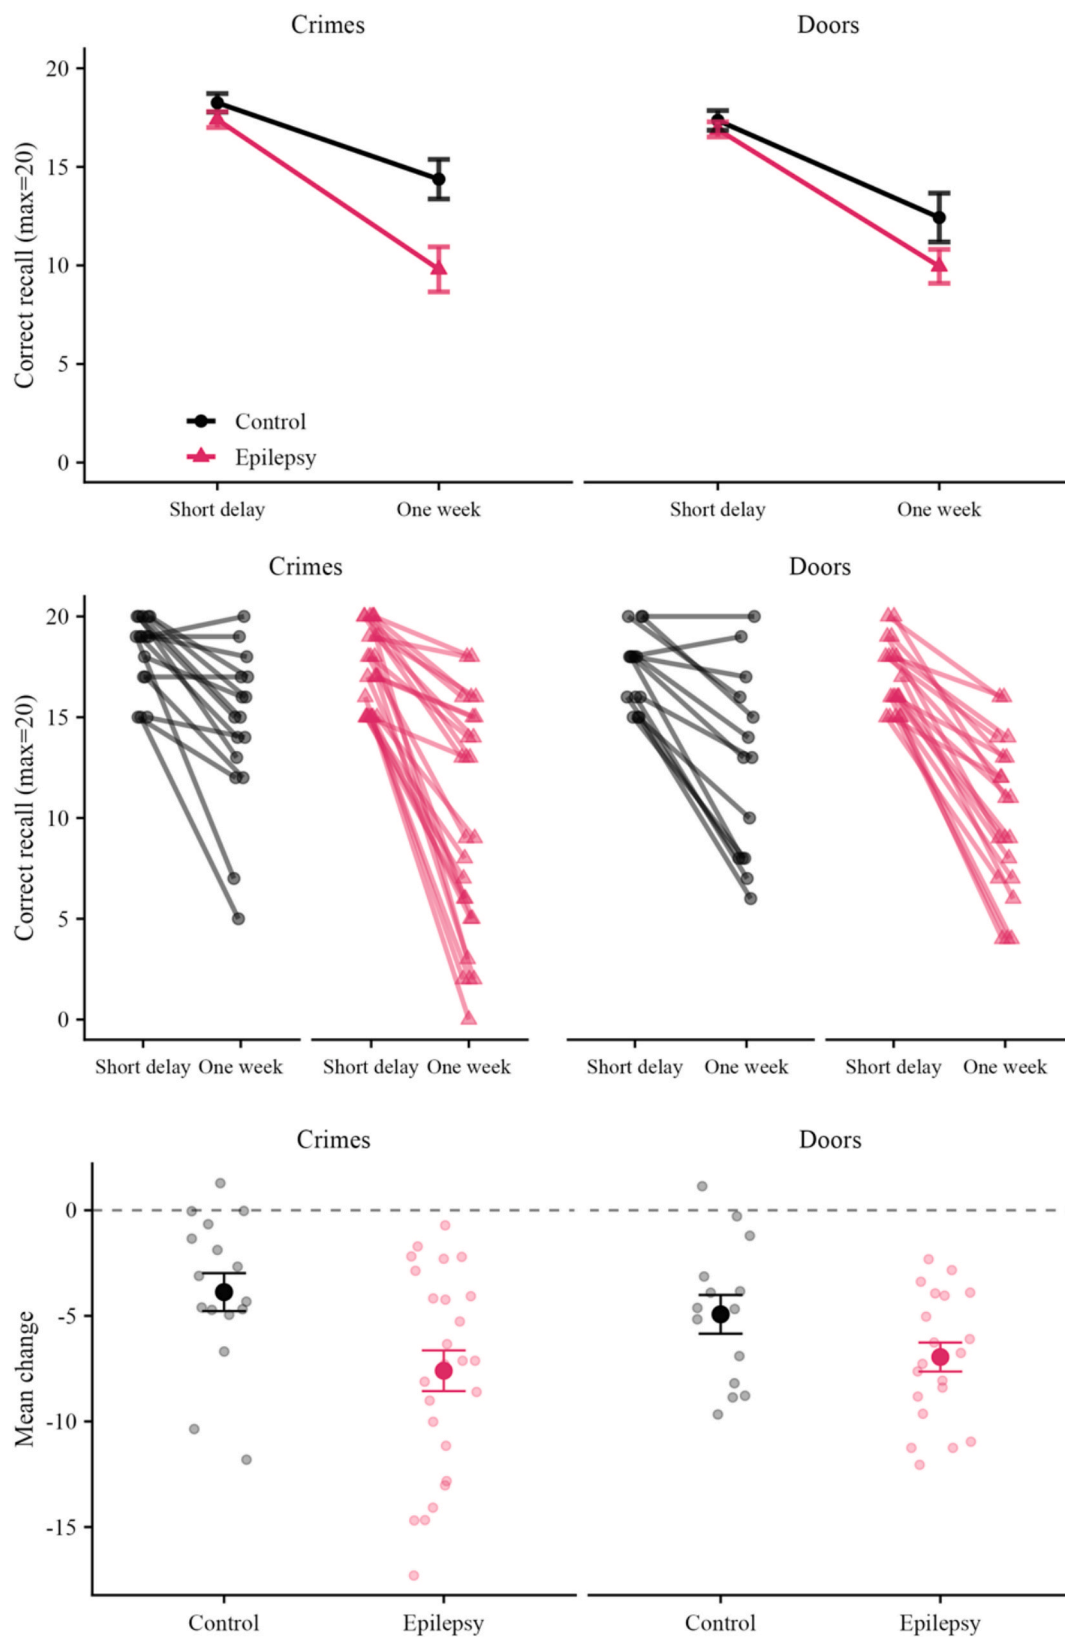 Crimes Doors
Correct recall (max=20)
20
15
10
5
0
Control
Epilepsy
Short delay One week Short delay One week
Crimes Doors
Correct recall (max=20)
20
15
10
5
0
Short delay One week Short delay One week Short delay One week Short delay One week
Crimes Doors
Mean change
0
-5
-10
-15
Control Epilepsy Control Epilepsy